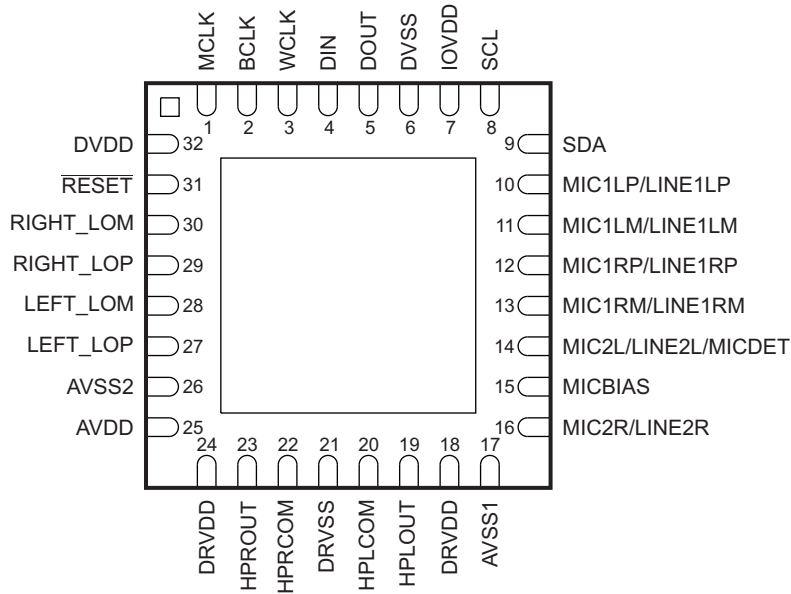 MCLK
BCLK
WCLK
DIN
DOUT
DVSS
IOVDD
SCL
1 2 3 4 5 6 7 8
DVDD 32 9 SDA
RESET 31 10 MIC1LP/LINE1LP
RIGHT_LOM 30 11 MIC1LM/LINE1LM
RIGHT_LOP 29 12 MIC1RP/LINE1RP
LEFT_LOM 28 13 MIC1RM/LINE1RM
LEFT_LOP 27 14 MIC2L/LINE2L/MICDET
AVSS2 26 15 MICBIAS
AVDD 25 16 MIC2R/LINE2R
24 23 22 21 20 19 18 17
DRVDD
HPROUT
HPRCOM
DRVSS
HPLCOM
HPLOUT
DRVDD
AVSS1